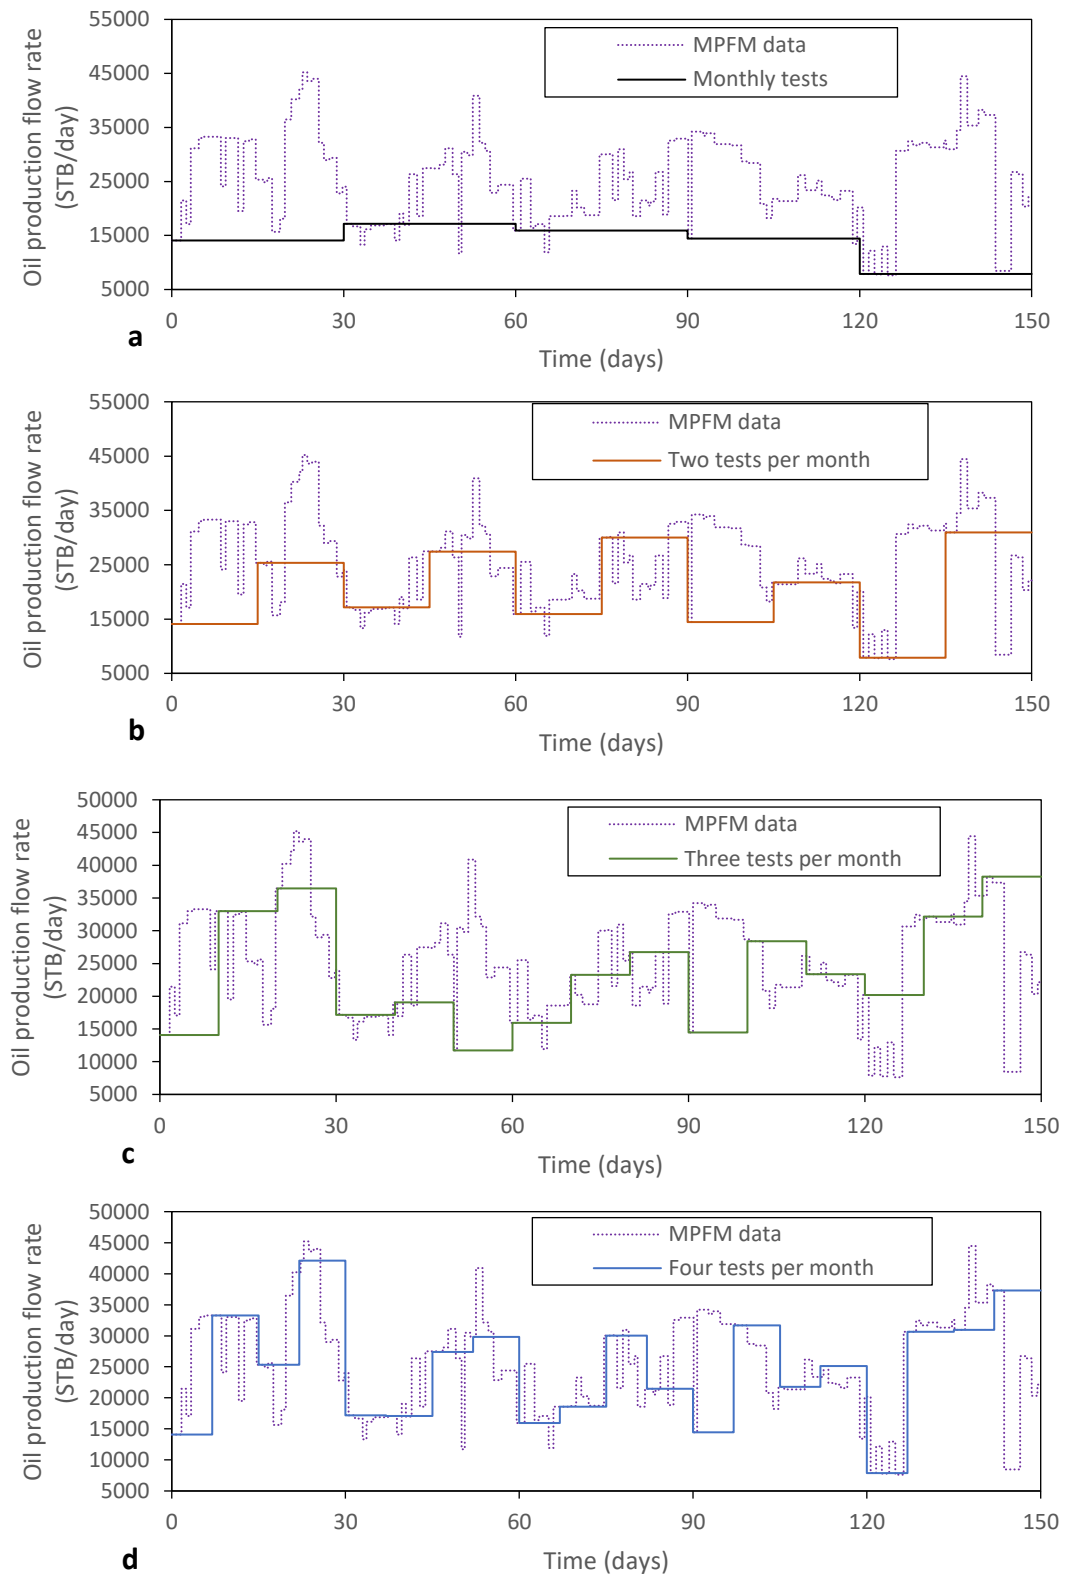 55000
45000
35000
25000
15000
5000
Oil production flow rate
(STB/day)
MPFM data
Monthly tests
0
30
60
90
120
150
Time (days)
a
55000
45000
35000
25000
15000
5000
Oil production flow rate
(STB/day)
MPFM data
Two tests per month
0
30
60
90
120
150
Time (days)
b
50000
45000
40000
35000
30000
25000
20000
15000
10000
5000
Oil production flow rate
(STB/day)
MPFM data
Three tests per month
0
30
60
90
120
150
Time (days)
c
50000
45000
40000
35000
30000
25000
20000
15000
10000
5000
Oil production flow rate
(STB/day)
MPFM data
Four tests per month
0
30
60
90
120
150
Time (days)
d